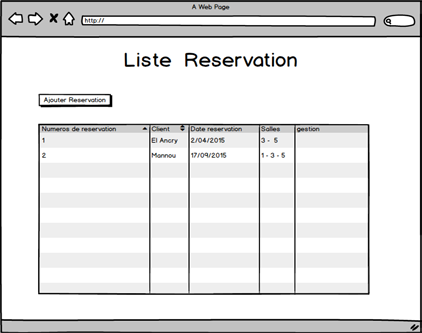 A Web Page
http://
Liste Reservation
Ajouter Reservation
Numeros de reservation Client Date reservation Salles gestion
1 El Ancry 2/04/2015 3 - 5
2 Mannou 17/09/2015 1 - 3 - 5